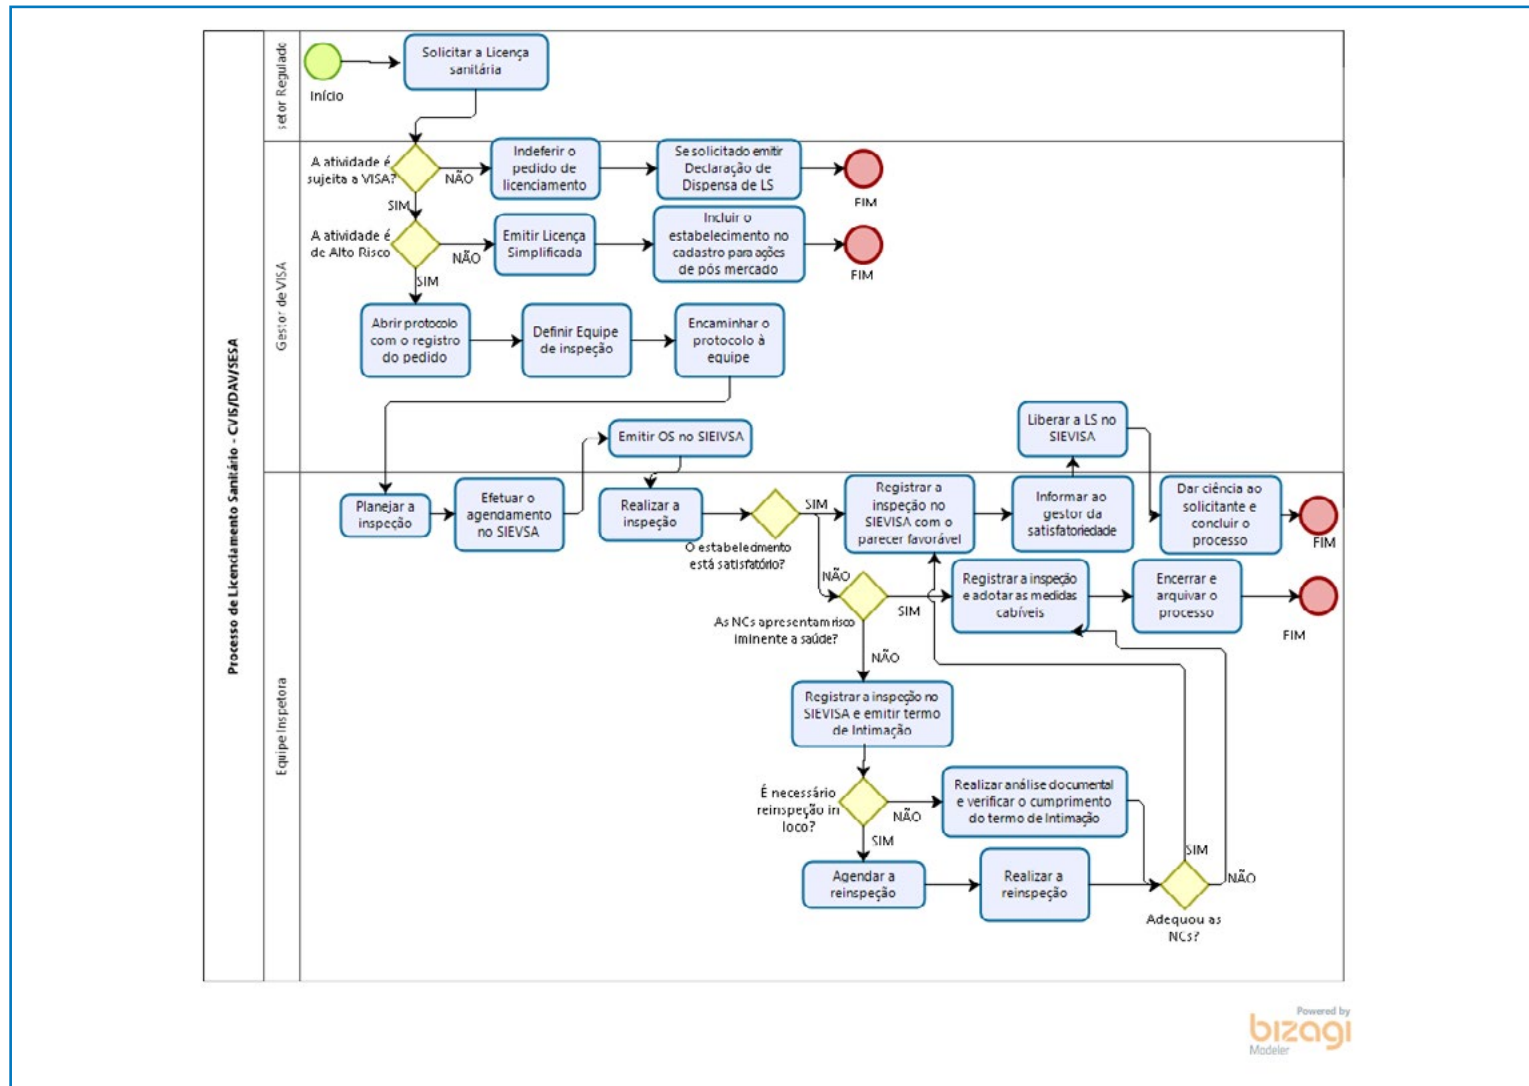 Processo de Licenciamento Sanitário - CVIS/DAV/SESA
setor Regulado
Início
Solicitar a Licença
sanitária
Gestor de VISA
A atividade é
sujeita a VISA?
NÃO
SIM
Indeferir o
pedido de
licenciamento
Se solicitado emitir
Declaração de
Dispensa de LS
FIM
A atividade é
de Alto Risco
NÃO
SIM
Emitir Licença
Simplificada
Incluir o
estabelecimento no
cadastro para ações
de pós mercado
FIM
Abrir protocolo
com o registro
do pedido
Definir Equipe
de inspeção
Encaminhar o
protocolo à
equipe
Emitir OS no SIEIVSA
Liberar a LS no
SIEVISA
Equipe Inspetora
Planejar a
inspeção
Efetuar o
agendamento
no SIEVSA
Realizar a
inspeção
O estabelecimento
está satisfatório?
SIM
NÃO
Registrar a
inspeção no
SIEVISA com o
parecer favorável
Informar ao
gestor da
satisfatoriedade
Dar ciência ao
solicitante e
concluir o
processo
FIM
As NCs apresentam risco
iminente a saúde?
SIM
NÃO
Registrar a inspeção
e adotar as medidas
cabíveis
Encerrar e
arquivar o
processo
FIM
Registrar a inspeção no
SIEVISA e emitir termo
de Intimação
É necessário
reinspeção in
loco?
NÃO
SIM
Realizar análise documental
e verificar o cumprimento
do termo de Intimação
Agendar a
reinspeção
Realizar a
reinspeção
SIM
NÃO
Adequou as
NCs?
Powered by
bizagi
Modeler